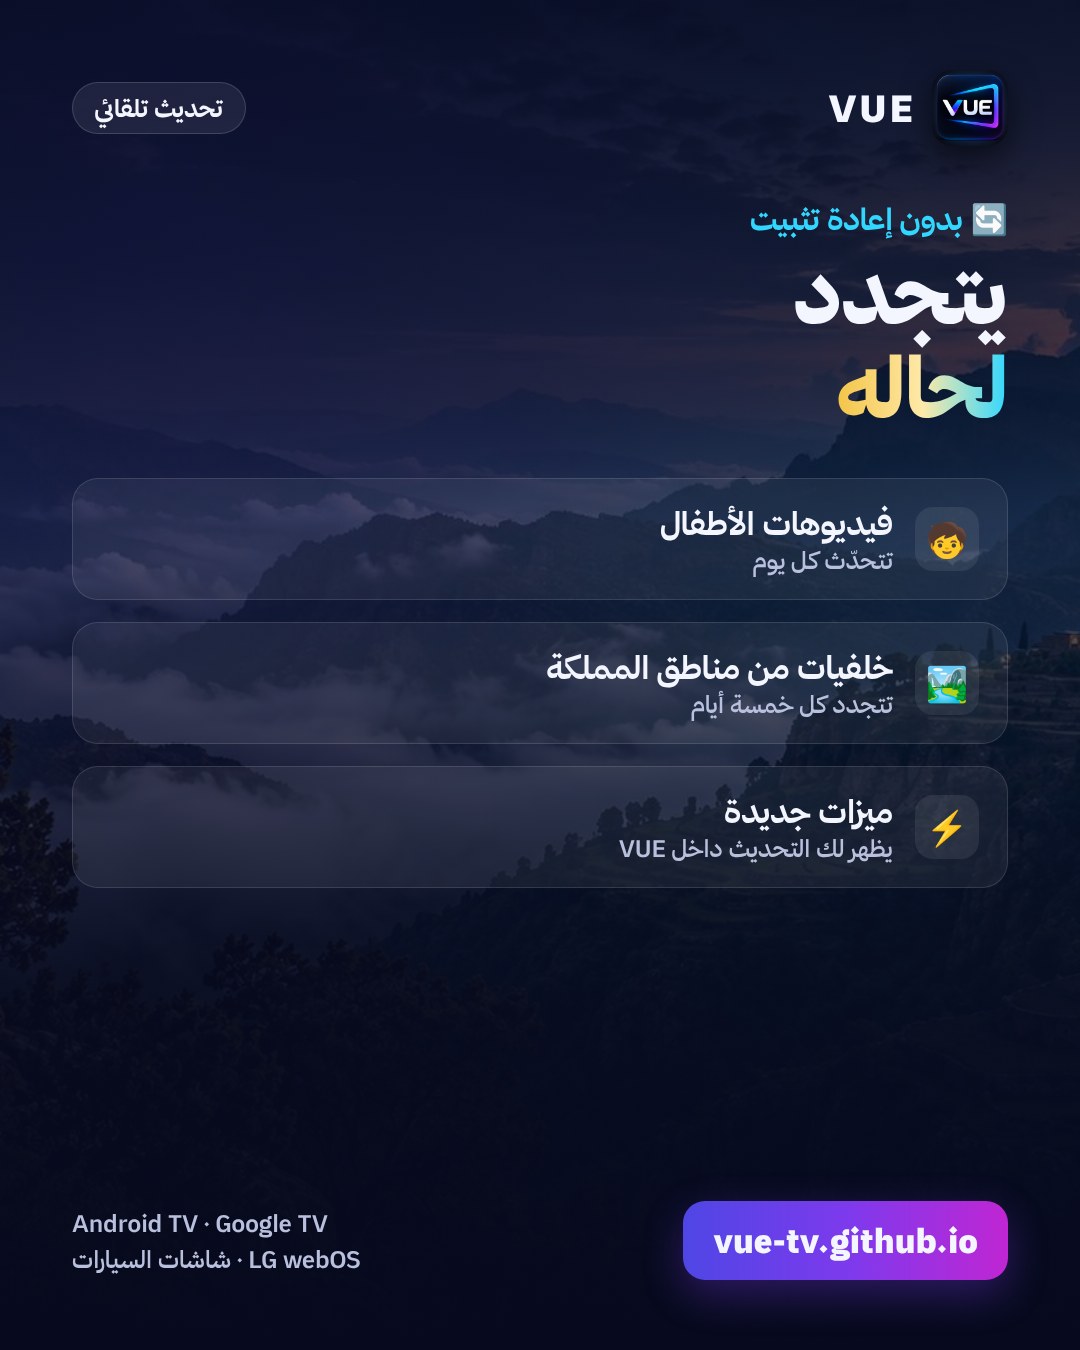 VUE
VUE
تحديث تلقائي
بدون إعادة تثبيت
يتجدد
لحاله
فيديوهات الأطفال
تتحدّث كل يوم
خلفيات من مناطق المملكة
تتجدد كل خمسة أيام
ميزات جديدة
يظهر لك التحديث داخل VUE
vue-tv.github.io
Android TV · Google TV
LG webOS · شاشات السيارات